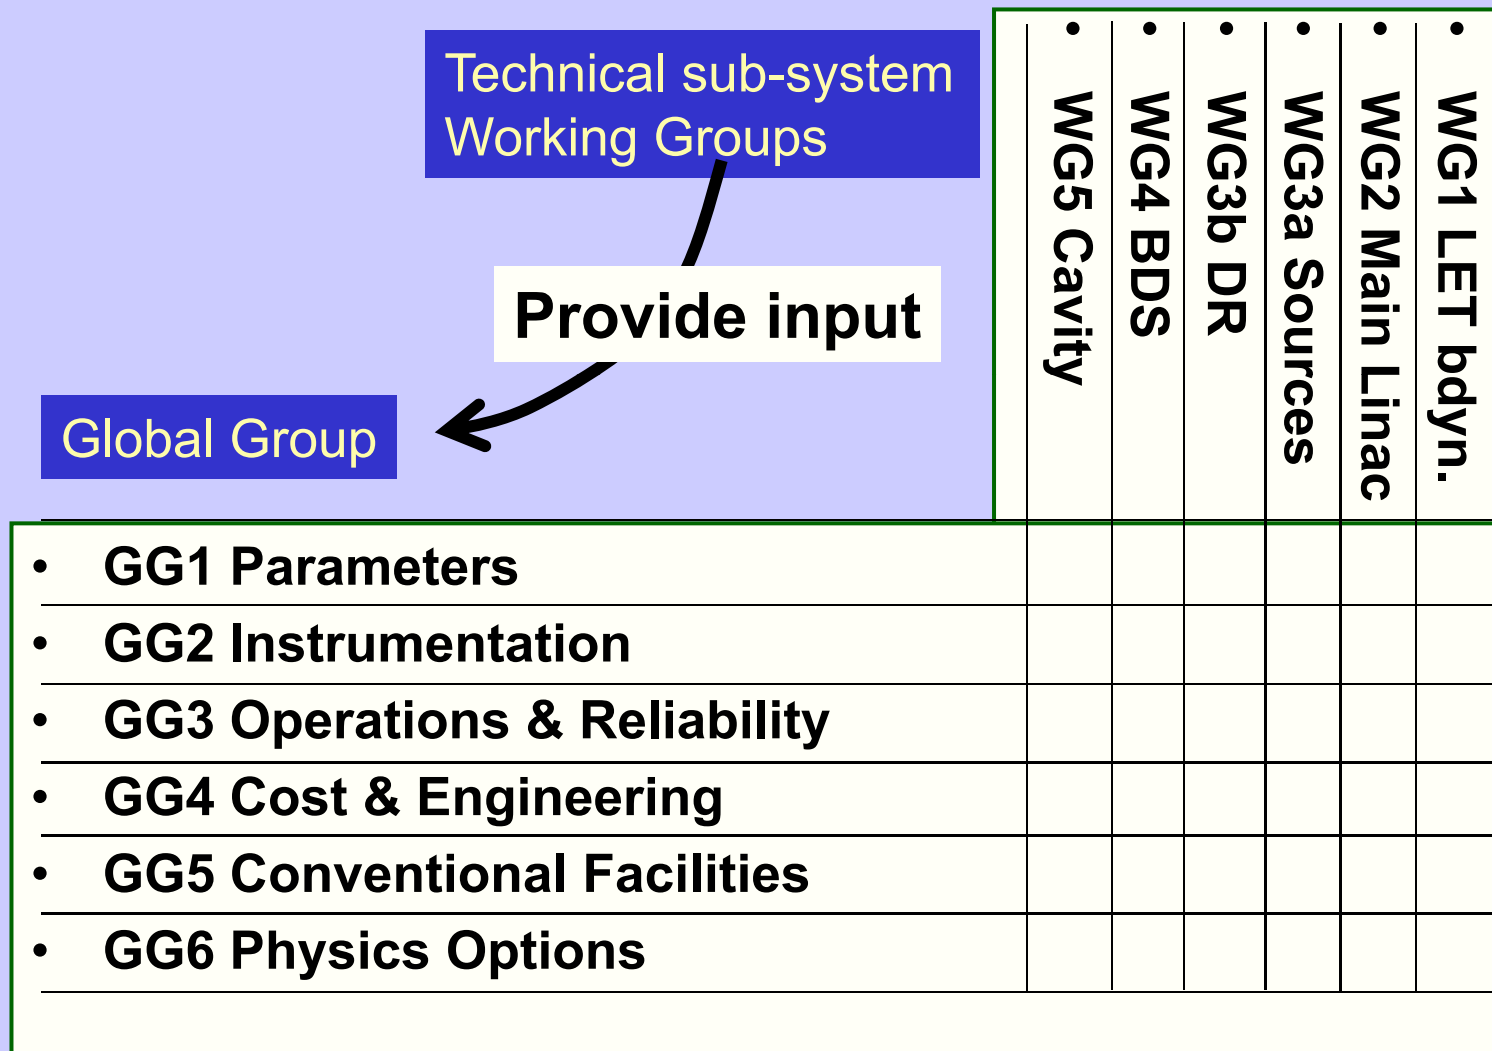 Technical sub-system
Working Groups
Provide input
Global Group
• WG5 Cavity
• WG4 BDS
• WG3b DR
• WG3a Sources
• WG2 Main Linac
• WG1 LET bdyn.
• GG1 Parameters
• GG2 Instrumentation
• GG3 Operations & Reliability
• GG4 Cost & Engineering
• GG5 Conventional Facilities
• GG6 Physics Options